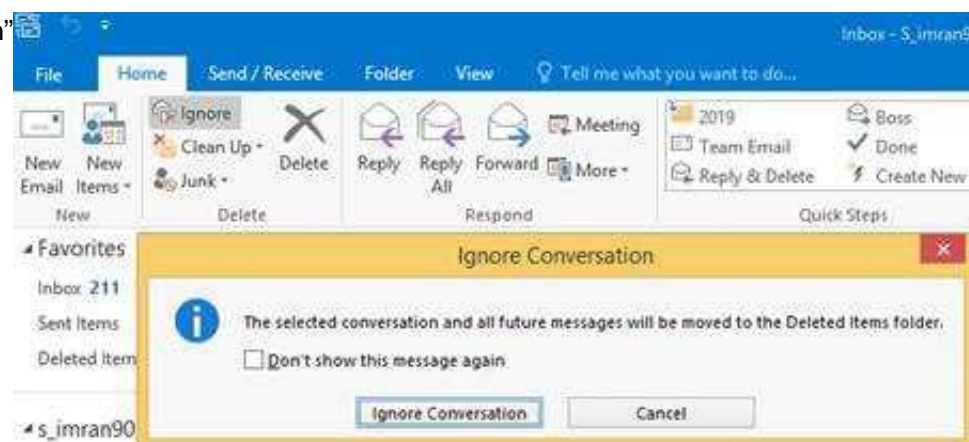 n”
Inbox - S_imran9
File Home Send / Receive Folder View Tell me what you want to do...
New Email
New Items
Ignore
Clean Up
Junk
Delete
Reply
Reply All
Forward
Meeting
More
2019
Team Email
Reply & Delete
Boss
Done
Create New
New Delete Respond Quick Steps
Favorites
Inbox 211
Sent Items
Deleted Item
s_imran90
Ignore Conversation
The selected conversation and all future messages will be moved to the Deleted Items folder.
Don't show this message again
Ignore Conversation Cancel